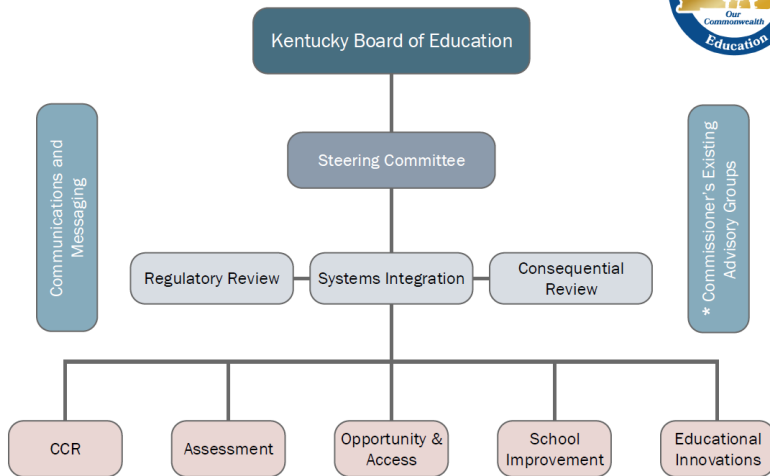 Our
Commonwealth
Education
Kentucky Board of Education
Communications and
Messaging
Steering Committee
* Commissioner's Existing
Advisory Groups
Regulatory Review
Systems Integration
Consequential
Review
CCR
Assessment
Opportunity &
Access
School
Improvement
Educational
Innovations